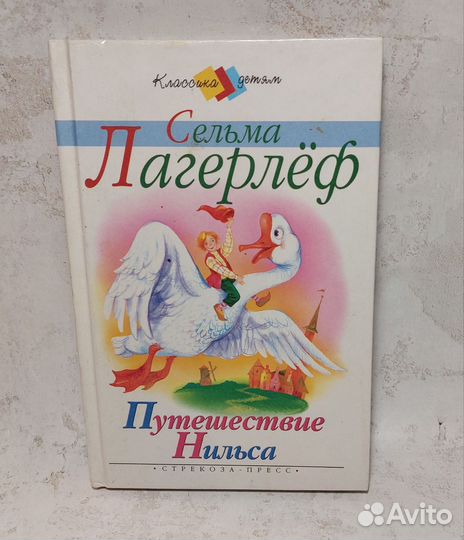 Классика детям
Сельма
Лагерлёф
Путешествие
Нильса
• СТРЕКОЗА-ПРЕСС •
Avito